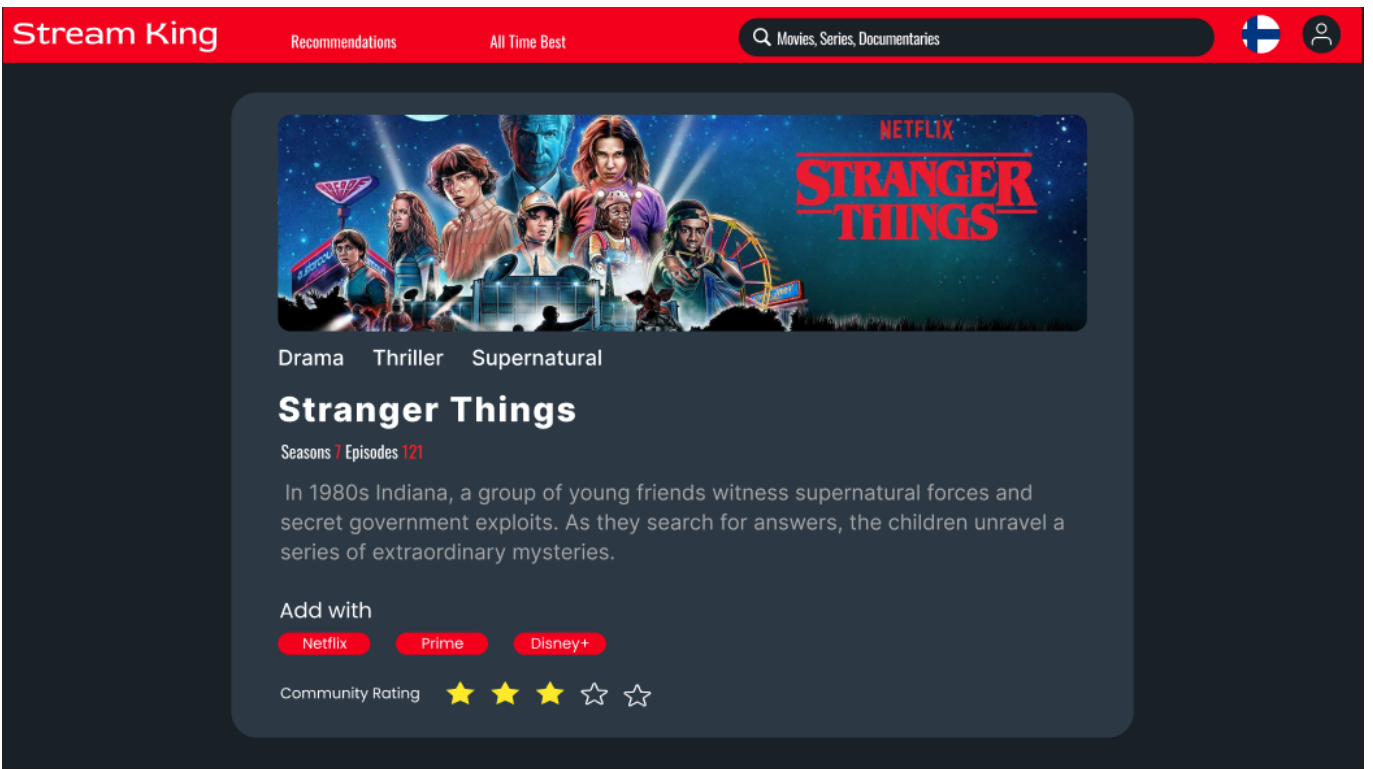 Stream King
Recommendations
All Time Best
Movies, Series, Documentaries
ARCADE
NETFLIX
STRANGER
THINGS
Drama Thriller Supernatural
Stranger Things
Seasons 7 Episodes 121
In 1980s Indiana, a group of young friends witness supernatural forces and
secret government exploits. As they search for answers, the children unravel a
series of extraordinary mysteries.
Add with
Netflix Prime Disney+
Community Rating